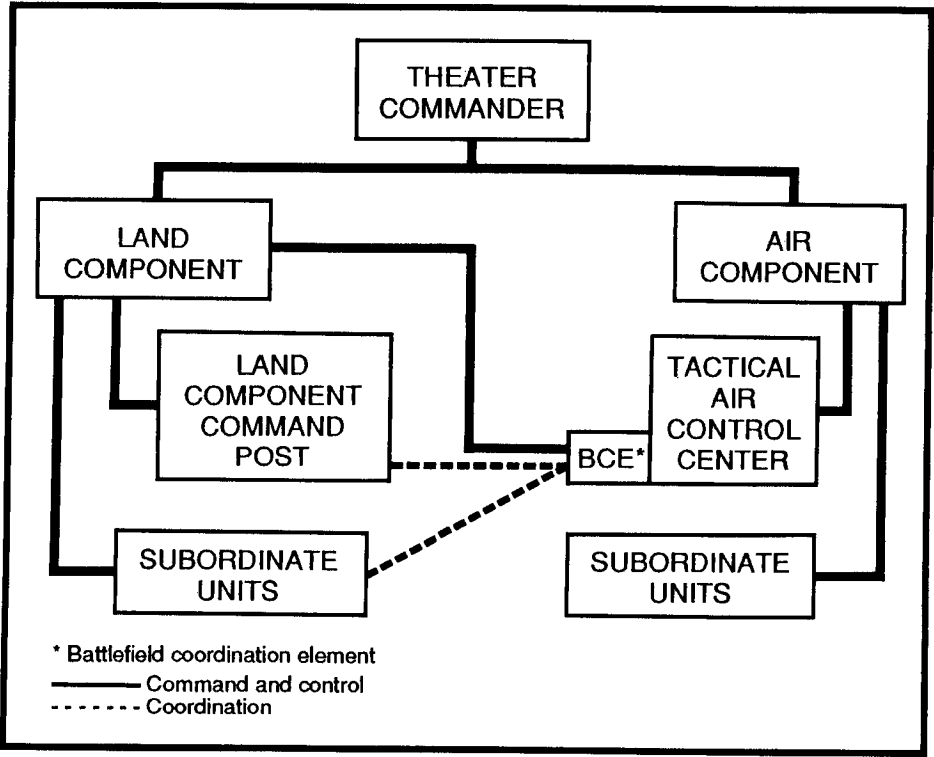 THEATER
COMMANDER
LAND
COMPONENT
AIR
COMPONENT
LAND
COMPONENT
COMMAND
POST
BCE*
TACTICAL
AIR
CONTROL
CENTER
SUBORDINATE
UNITS
SUBORDINATE
UNITS
* Battlefield coordination element
Command and control
Coordination